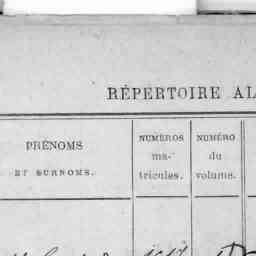 RÉPERTOIRE AL
PRÉNOMS
ET SURNOMS.
NUMÉROS
ma-
tricules.
NUMÉRO
du
volume.